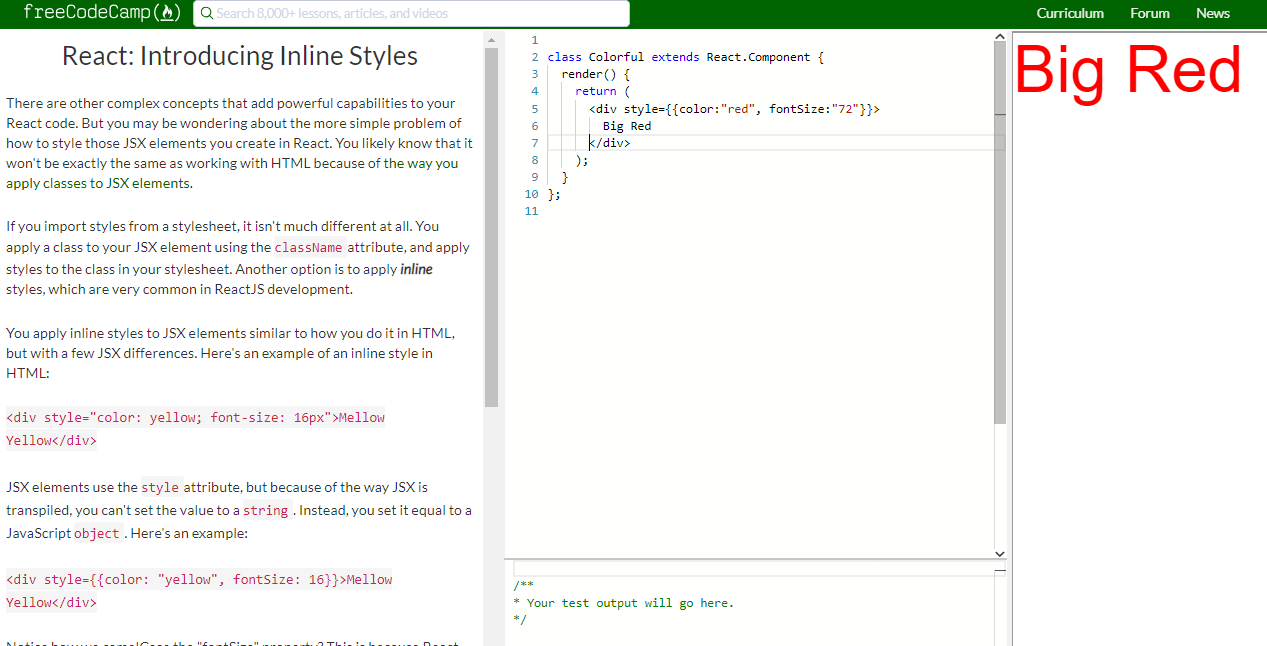 freeCodeCamp(🔥)
Search 8,000+ lessons, articles, and videos
Curriculum
Forum
News
React: Introducing Inline Styles
There are other complex concepts that add powerful capabilities to your
React code. But you may be wondering about the more simple problem of
how to style those JSX elements you create in React. You likely know that it
won't be exactly the same as working with HTML because of the way you
apply classes to JSX elements.
If you import styles from a stylesheet, it isn't much different at all. You
apply a class to your JSX element using the className attribute, and apply
styles to the class in your stylesheet. Another option is to apply inline
styles, which are very common in ReactJS development.
You apply inline styles to JSX elements similar to how you do it in HTML,
but with a few JSX differences. Here's an example of an inline style in
HTML:
<div style="color: yellow; font-size: 16px">Mellow
Yellow</div>
JSX elements use the style attribute, but because of the way JSX is
transpiled, you can't set the value to a string . Instead, you set it equal to a
JavaScript object . Here's an example:
<div style={{color: "yellow", fontSize: 16}}>Mellow
Yellow</div>
Notice how we camelCase the "fontSize" property? This is because React
1
2 class Colorful extends React.Component {
3 render() {
4 return (
5 <div style={{color:"red", fontSize:"72"}}>
6 Big Red
7 </div>
8 );
9 }
10 };
11
/**
* Your test output will go here.
*/
Big Red